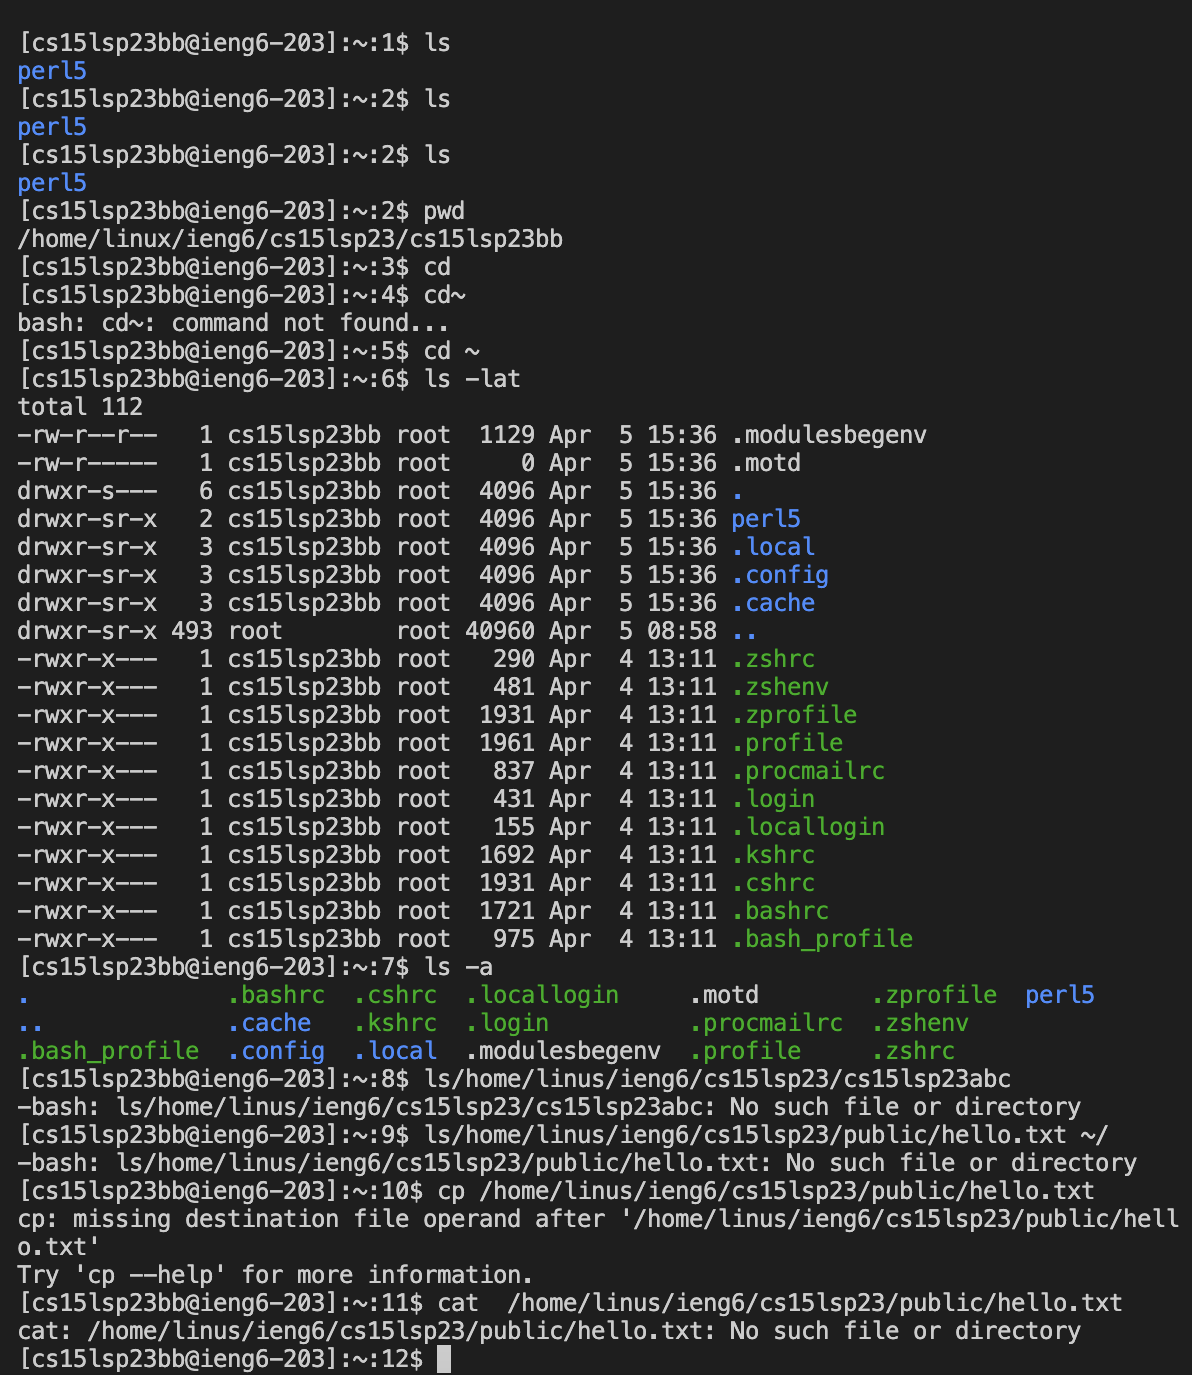 [cs15lsp23bb@ieng6-203]:~:1$ ls
perl5
[cs15lsp23bb@ieng6-203]:~:2$ ls
perl5
[cs15lsp23bb@ieng6-203]:~:2$ ls
perl5
[cs15lsp23bb@ieng6-203]:~:2$ pwd
/home/linux/ieng6/cs15lsp23/cs15lsp23bb
[cs15lsp23bb@ieng6-203]:~:3$ cd
[cs15lsp23bb@ieng6-203]:~:4$ cd~
bash: cd~: command not found...
[cs15lsp23bb@ieng6-203]:~:5$ cd ~
[cs15lsp23bb@ieng6-203]:~:6$ ls -lat
total 112
-rw-r--r--   1 cs15lsp23bb root  1129 Apr  5 15:36 .modulesbegenv
-rw-r-----   1 cs15lsp23bb root     0 Apr  5 15:36 .motd
drwxr-s---   6 cs15lsp23bb root  4096 Apr  5 15:36 .
drwxr-sr-x   2 cs15lsp23bb root  4096 Apr  5 15:36 perl5
drwxr-sr-x   3 cs15lsp23bb root  4096 Apr  5 15:36 .local
drwxr-sr-x   3 cs15lsp23bb root  4096 Apr  5 15:36 .config
drwxr-sr-x   3 cs15lsp23bb root  4096 Apr  5 15:36 .cache
drwxr-sr-x 493 root        root 40960 Apr  5 08:58 ..
-rwxr-x---   1 cs15lsp23bb root   290 Apr  4 13:11 .zshrc
-rwxr-x---   1 cs15lsp23bb root   481 Apr  4 13:11 .zshenv
-rwxr-x---   1 cs15lsp23bb root  1931 Apr  4 13:11 .zprofile
-rwxr-x---   1 cs15lsp23bb root  1961 Apr  4 13:11 .profile
-rwxr-x---   1 cs15lsp23bb root   837 Apr  4 13:11 .procmailrc
-rwxr-x---   1 cs15lsp23bb root   431 Apr  4 13:11 .login
-rwxr-x---   1 cs15lsp23bb root   155 Apr  4 13:11 .locallogin
-rwxr-x---   1 cs15lsp23bb root  1692 Apr  4 13:11 .kshrc
-rwxr-x---   1 cs15lsp23bb root  1931 Apr  4 13:11 .cshrc
-rwxr-x---   1 cs15lsp23bb root  1721 Apr  4 13:11 .bashrc
-rwxr-x---   1 cs15lsp23bb root   975 Apr  4 13:11 .bash_profile
[cs15lsp23bb@ieng6-203]:~:7$ ls -a
.              .bashrc  .cshrc  .locallogin     .motd        .zprofile  perl5
..             .cache   .kshrc  .login          .procmailrc  .zshenv
.bash_profile  .config  .local  .modulesbegenv  .profile     .zshrc
[cs15lsp23bb@ieng6-203]:~:8$ ls/home/linus/ieng6/cs15lsp23/cs15lsp23abc
-bash: ls/home/linus/ieng6/cs15lsp23/cs15lsp23abc: No such file or directory
[cs15lsp23bb@ieng6-203]:~:9$ ls/home/linus/ieng6/cs15lsp23/public/hello.txt ~/
-bash: ls/home/linus/ieng6/cs15lsp23/public/hello.txt: No such file or directory
[cs15lsp23bb@ieng6-203]:~:10$ cp /home/linus/ieng6/cs15lsp23/public/hello.txt
cp: missing destination file operand after '/home/linus/ieng6/cs15lsp23/public/hell
o.txt'
Try 'cp --help' for more information.
[cs15lsp23bb@ieng6-203]:~:11$ cat  /home/linus/ieng6/cs15lsp23/public/hello.txt
cat: /home/linus/ieng6/cs15lsp23/public/hello.txt: No such file or directory
[cs15lsp23bb@ieng6-203]:~:12$